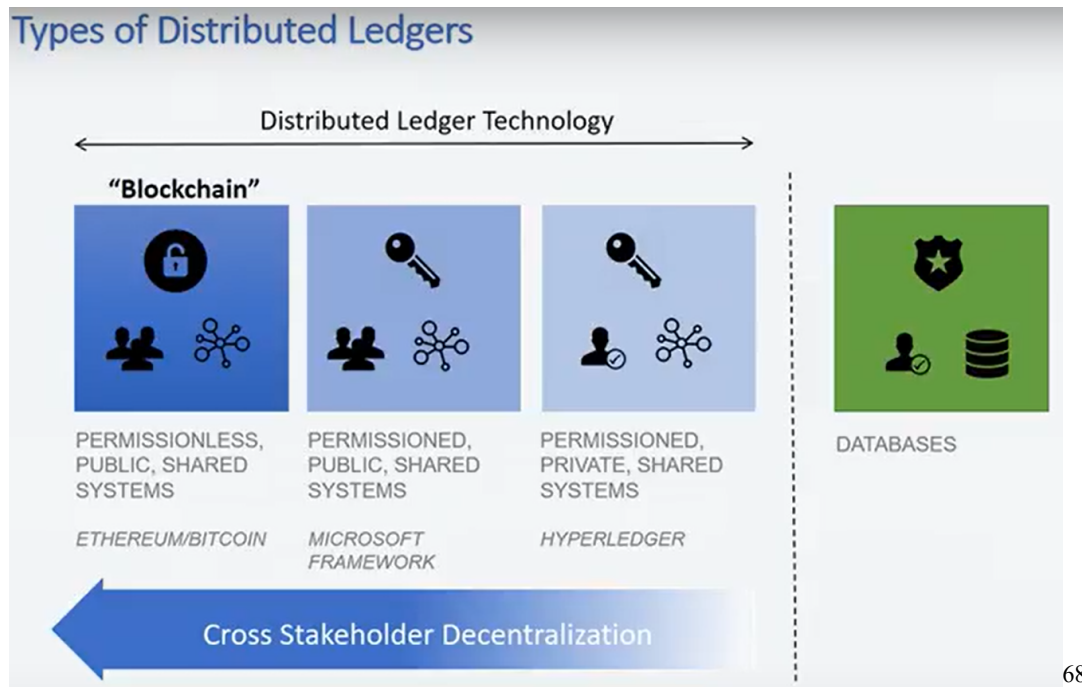 Types of Distributed Ledgers
Distributed Ledger Technology
“Blockchain”
PERMISSIONLESS,
PUBLIC, SHARED
SYSTEMS
ETHEREUM/BITCOIN
PERMISSIONED,
PUBLIC, SHARED
SYSTEMS
MICROSOFT
FRAMEWORK
PERMISSIONED,
PRIVATE, SHARED
SYSTEMS
HYPERLEDGER
DATABASES
Cross Stakeholder Decentralization
68